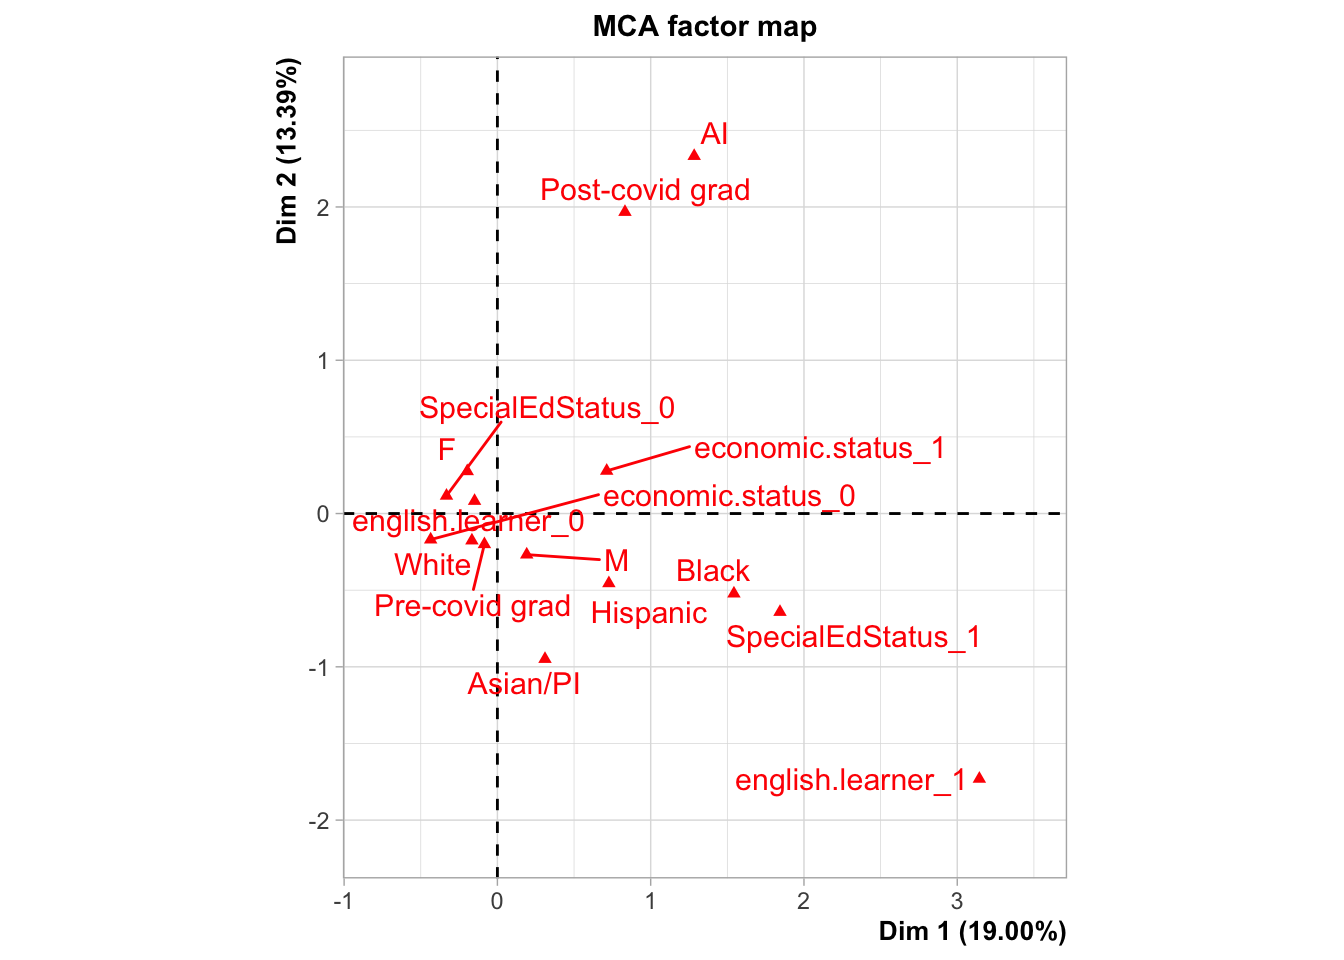 MCA factor map
Dim 2 (13.39%)
AI
Post-covid grad
2
1
SpecialEdStatus_0
F
economic.status_1
economic.status_0
0
english.learner_0
White
M
Black
Pre-covid grad
Hispanic
SpecialEdStatus_1
-1
Asian/PI
english.learner_1
-2
-1 0 1 2 3
Dim 1 (19.00%)